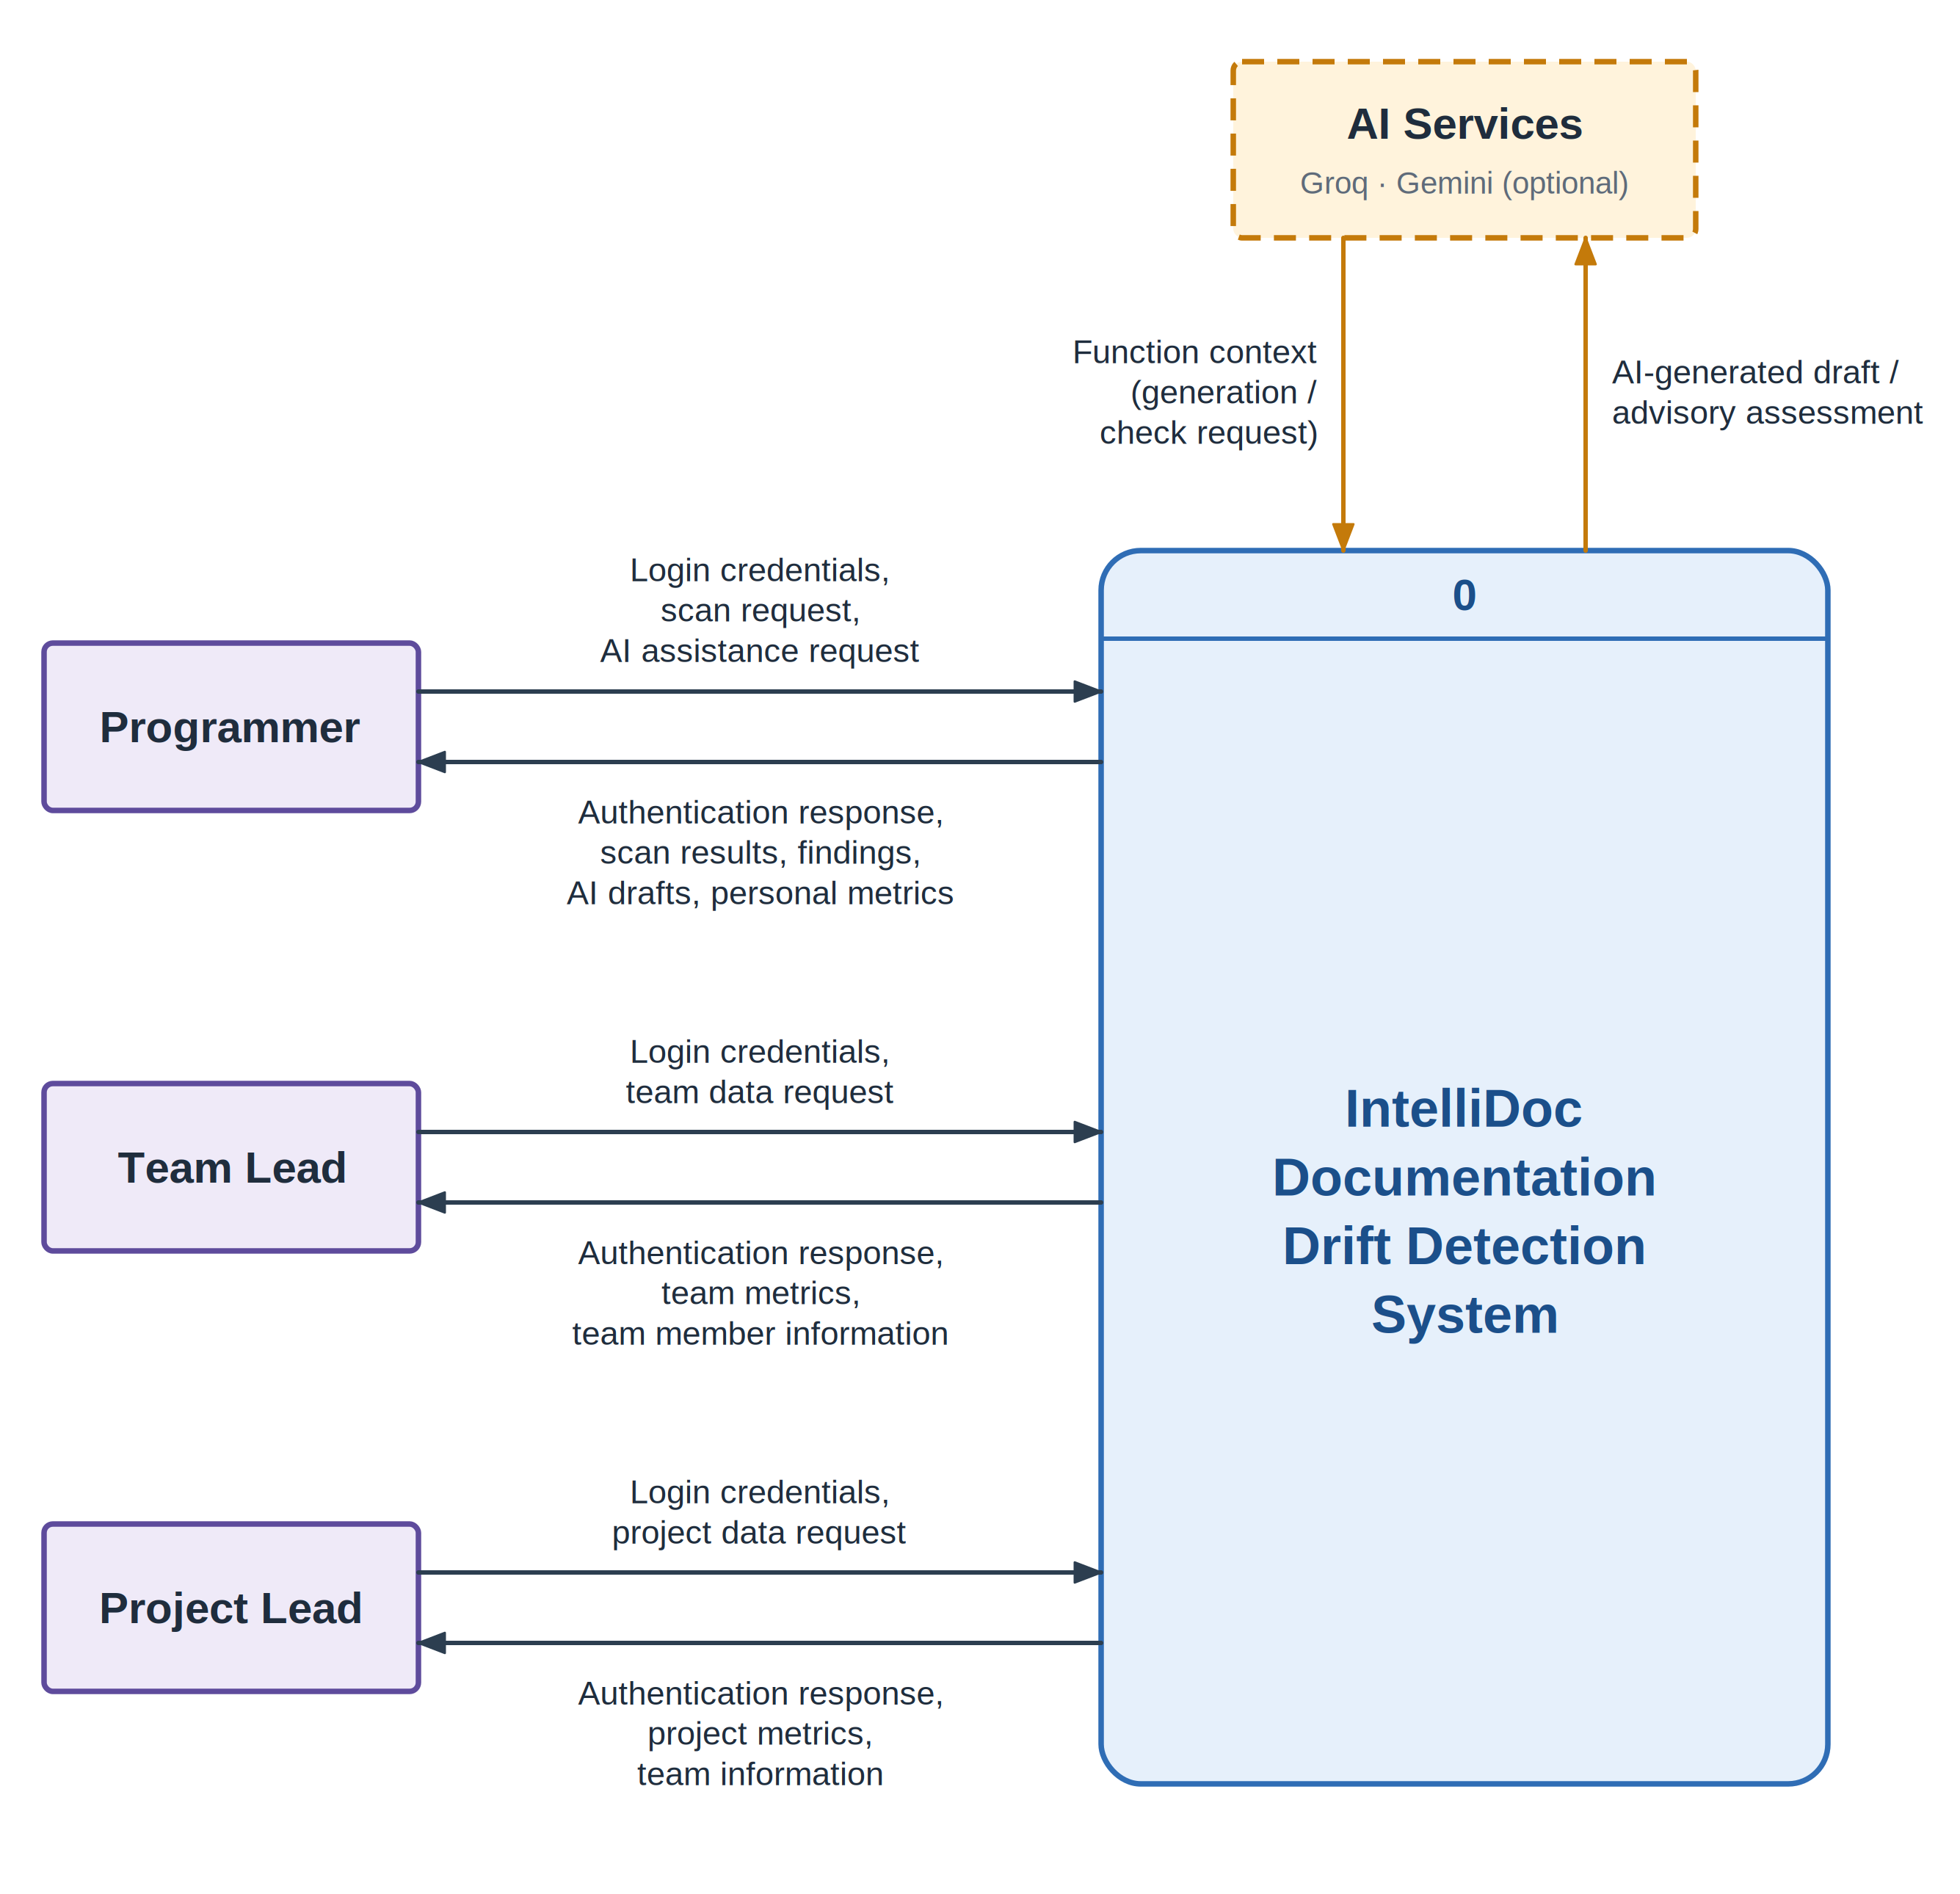 AI Services
Groq · Gemini (optional)
Function context
(generation /
check request)
AI-generated draft /
advisory assessment
Login credentials,
scan request,
AI assistance request
0
Programmer
Authentication response,
scan results, findings,
AI drafts, personal metrics
Login credentials,
team data request
Team Lead
IntelliDoc
Documentation
Drift Detection
System
Authentication response,
team metrics,
team member information
Login credentials,
project data request
Project Lead
Authentication response,
project metrics,
team information